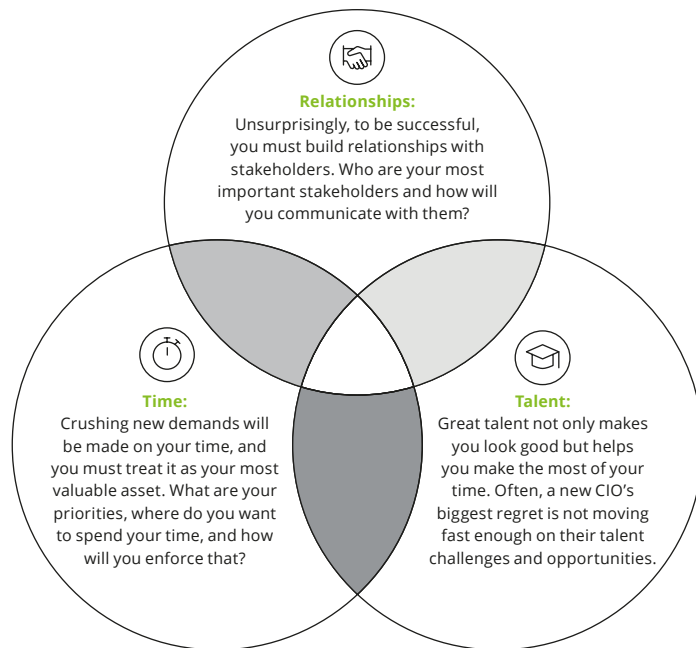 Relationships:
Unsurprisingly, to be successful,
you must build relationships with
stakeholders. Who are your most
important stakeholders and how will
you communicate with them?
Time:
Crushing new demands will
be made on your time, and
you must treat it as your most
valuable asset. What are your
priorities, where do you want
to spend your time, and how
will you enforce that?
Talent:
Great talent not only makes
you look good but helps
you make the most of your
time. Often, a new CIO’s
biggest regret is not moving
fast enough on their talent
challenges and opportunities.